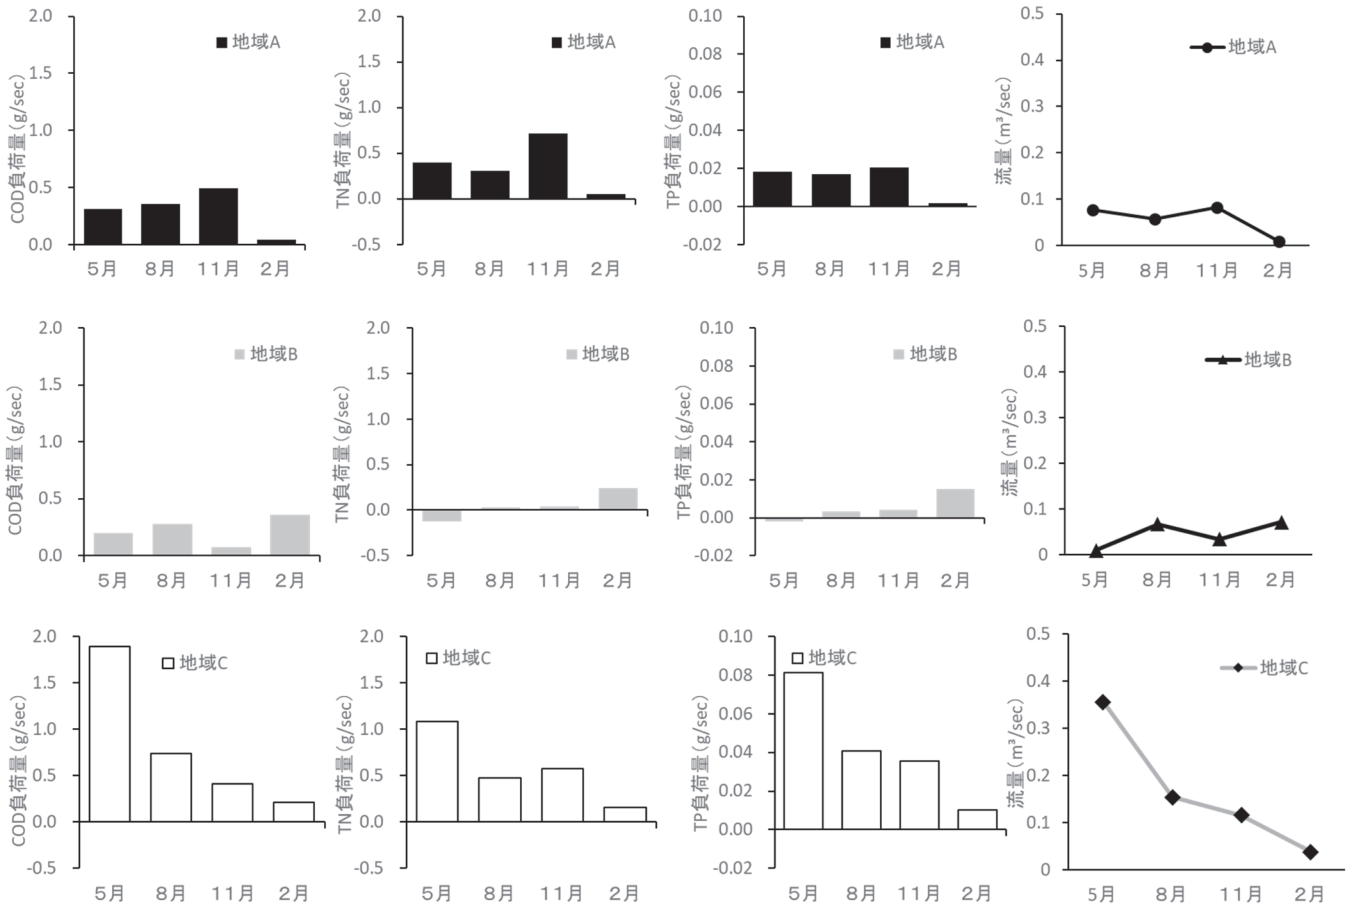 COD負荷量(g/sec)
2.0
1.5
1.0
0.5
0.0
■ 地域A
5月 8月 11月 2月
TN負荷量(g/sec)
2.0
1.5
1.0
0.5
0.0
-0.5
■ 地域A
5月 8月 11月 2月
TP負荷量(g/sec)
0.10
0.08
0.06
0.04
0.02
0.00
-0.02
■ 地域A
5月 8月 11月 2月
流量(m³/sec)
0.5
0.4
0.3
0.2
0.1
0
地域A
5月 8月 11月 2月
COD負荷量(g/sec)
2.0
1.5
1.0
0.5
0.0
地域B
5月 8月 11月 2月
TN負荷量(g/sec)
2.0
1.5
1.0
0.5
0.0
-0.5
地域B
5月 8月 11月 2月
TP負荷量(g/sec)
0.10
0.08
0.06
0.04
0.02
0.00
-0.02
地域B
5月 8月 11月 2月
流量(m³/sec)
0.5
0.4
0.3
0.2
0.1
0
地域B
5月 8月 11月 2月
COD負荷量(g/sec)
2.0
1.5
1.0
0.5
0.0
-0.5
地域C
5月 8月 11月 2月
TN負荷量(g/sec)
2.0
1.5
1.0
0.5
0.0
-0.5
地域C
5月 8月 11月 2月
TP負荷量(g/sec)
0.10
0.08
0.06
0.04
0.02
0.00
-0.02
地域C
5月 8月 11月 2月
流量(m³/sec)
0.5
0.4
0.3
0.2
0.1
0
地域C
5月 8月 11月 2月